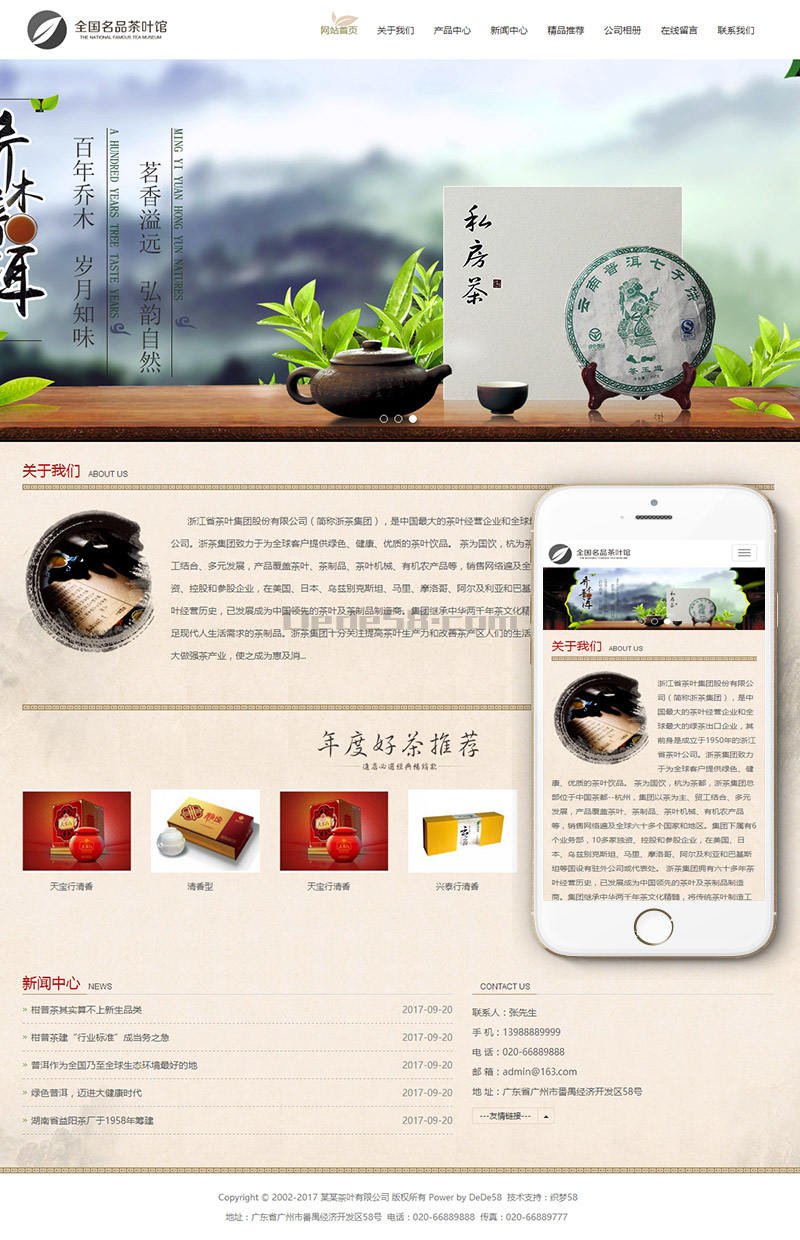 全国名品茶叶馆
THE NATIONAL FAMOUS TEA MUSEUM
网站首页 关于我们 产品中心 新闻中心 精品推荐 公司相册 在线留言 联系我们
乔木
普洱
百年乔木 岁月知味
A HUNDRED YEARS TREE TASTE YEARS
茗香溢远 弘韵自然
MING YI YUAN HONG YUN NATURES
私房茶
云南普洱七子饼
茶王道
关于我们 ABOUT US
浙江省茶叶集团股份有限公司（简称浙茶集团），是中国最大的茶叶经营企业和全球
公司。浙茶集团致力于为全球客户提供绿色、健康、优质的茶叶饮品。 茶为国饮，杭为茶
工结合、多元发展，产品覆盖茶叶、茶制品、茶叶机械、有机农产品等，销售网络遍及全
资、控股和参股企业，在美国、日本、乌兹别克斯坦、马里、摩洛哥、阿尔及利亚和巴基
叶经营历史，已发展成为中国领先的茶叶及茶制品制造商。集团继承中华两千年茶文化精
足现代人生活需求的茶制品。浙茶集团十分关注提高茶叶生产力和改善茶产区人们的生活
大做强茶产业，使之成为惠及消...
Dede58.com
年度好茶推荐
逢君必选经典畅销款
天宝行清香
清香型
天宝行清香
兴泰行清香
全国名品茶叶馆
THE NATIONAL FAMOUS TEA MUSEUM
私房茶
关于我们 ABOUT US
浙江省茶叶集团股份有限公
司（简称浙茶集团），是中
国最大的茶叶经营企业和全
球最大的绿茶出口企业，其
前身是成立于1950年的浙江
省茶叶公司。浙茶集团致力
于为全球客户提供绿色、健
康、优质的茶叶饮品。 茶为国饮，杭为茶都，浙茶集团总
部位于中国茶都--杭州，集团以茶为主、贸工结合、多元
发展，产品覆盖茶叶、茶制品、茶叶机械、有机农产品
等，销售网络遍及全球六十多个国家和地区。集团下属有6
个业务部，10多家独资、控股和参股企业，在美国、日
本、乌兹别克斯坦、马里、摩洛哥、阿尔及利亚和巴基斯
坦等国设有驻外公司或代表处。 浙茶集团拥有六十多年茶
叶经营历史，已发展成为中国领先的茶叶及茶制品制造
商。集团继承中华两千年茶文化精髓，将传统茶叶制造工
新闻中心 NEWS
» 柑普茶其实算不上新生品类 2017-09-20
» 柑普茶建“行业标准”成当务之急 2017-09-20
» 普洱作为全国乃至全球生态环境最好的地 2017-09-20
» 绿色普洱，迈进大健康时代 2017-09-20
» 湖南省益阳茶厂于1958年筹建 2017-09-20
CONTACT US
联系人：张先生
手 机：13988889999
电 话：020-66889888
邮 箱：admin@163.com
地 址：广东省广州市番禺经济开发区58号
---友情链接---
Copyright © 2002-2017 某某茶叶有限公司 版权所有 Power by DeDe58 技术支持：织梦58
地址：广东省广州市番禺经济开发区58号 电话：020-66889888 传真：020-66889777